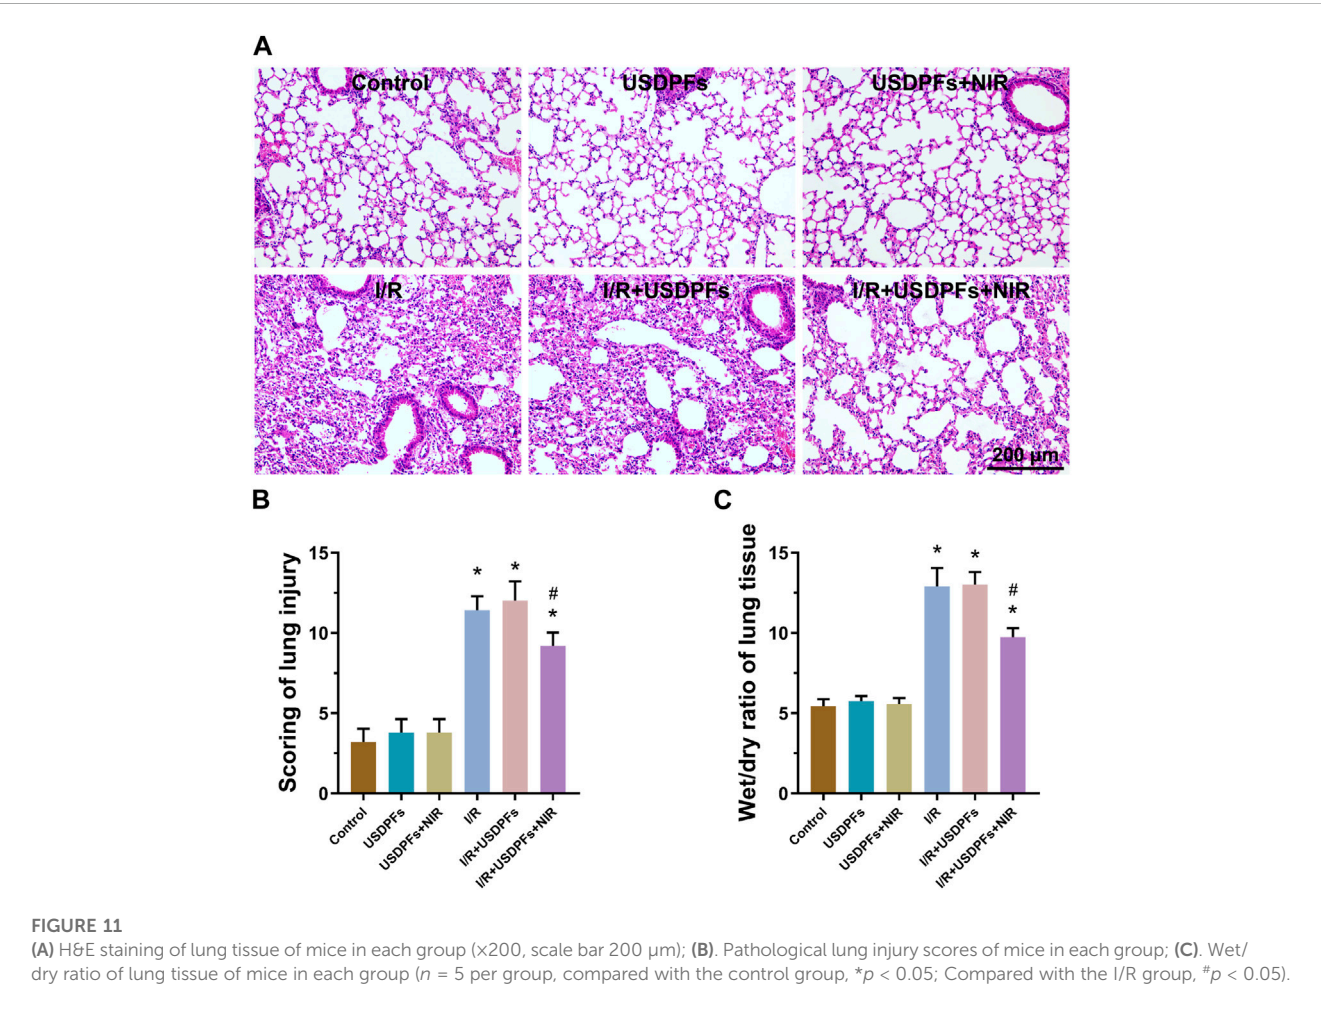 A
Control
USDPFs
USDPFs+NIR
I/R
I/R+USDPFs
I/R+USDPFs+NIR
200 μm
B
Scoring of lung injury
15
10
5
0
*
*
#
*
Control
USDPFs
USDPFs+NIR
I/R
I/R+USDPFs
I/R+USDPFs+NIR
C
Wet/dry ratio of lung tissue
15
10
5
0
*
*
#
*
Control
USDPFs
USDPFs+NIR
I/R
I/R+USDPFs
I/R+USDPFs+NIR
FIGURE 11
(A) H&E staining of lung tissue of mice in each group (×200, scale bar 200 μm); (B). Pathological lung injury scores of mice in each group; (C). Wet/
dry ratio of lung tissue of mice in each group (n = 5 per group, compared with the control group, *p < 0.05; Compared with the I/R group, #p < 0.05).